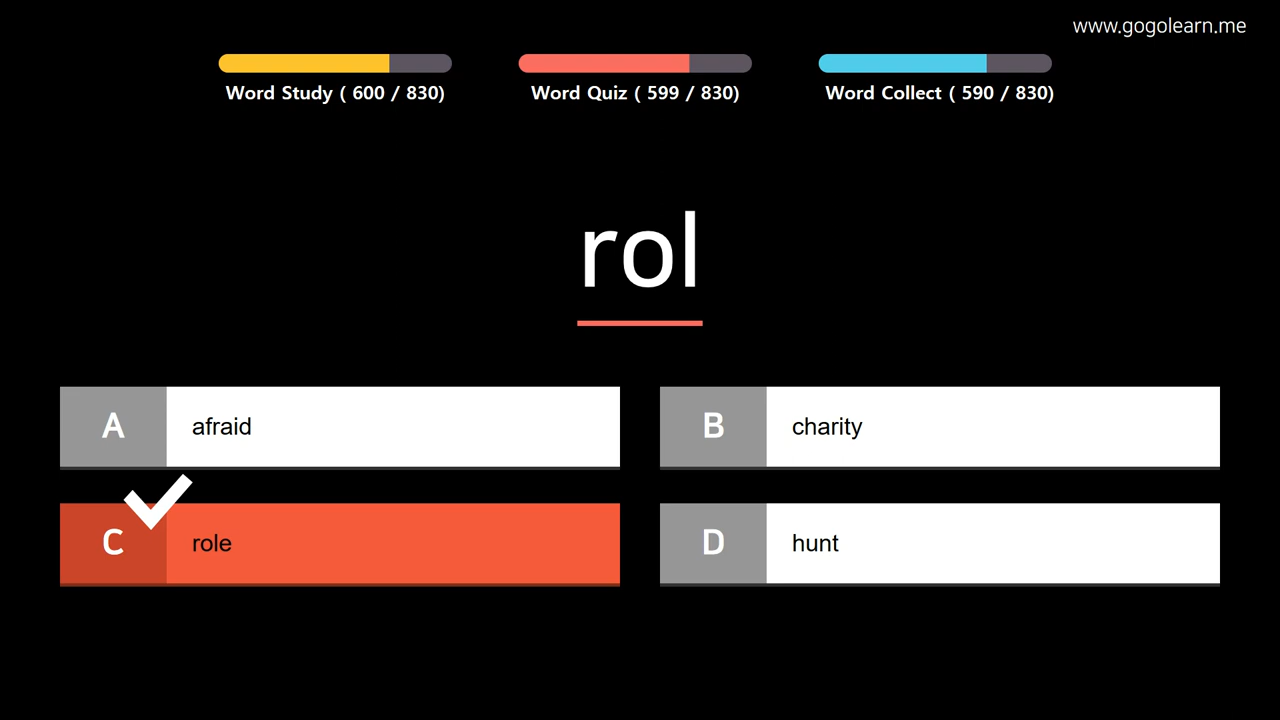 www.gogolearn.me
Word Study ( 600 / 830)
Word Quiz ( 599 / 830)
Word Collect ( 590 / 830)
rol
A afraid
B charity
C role
D hunt